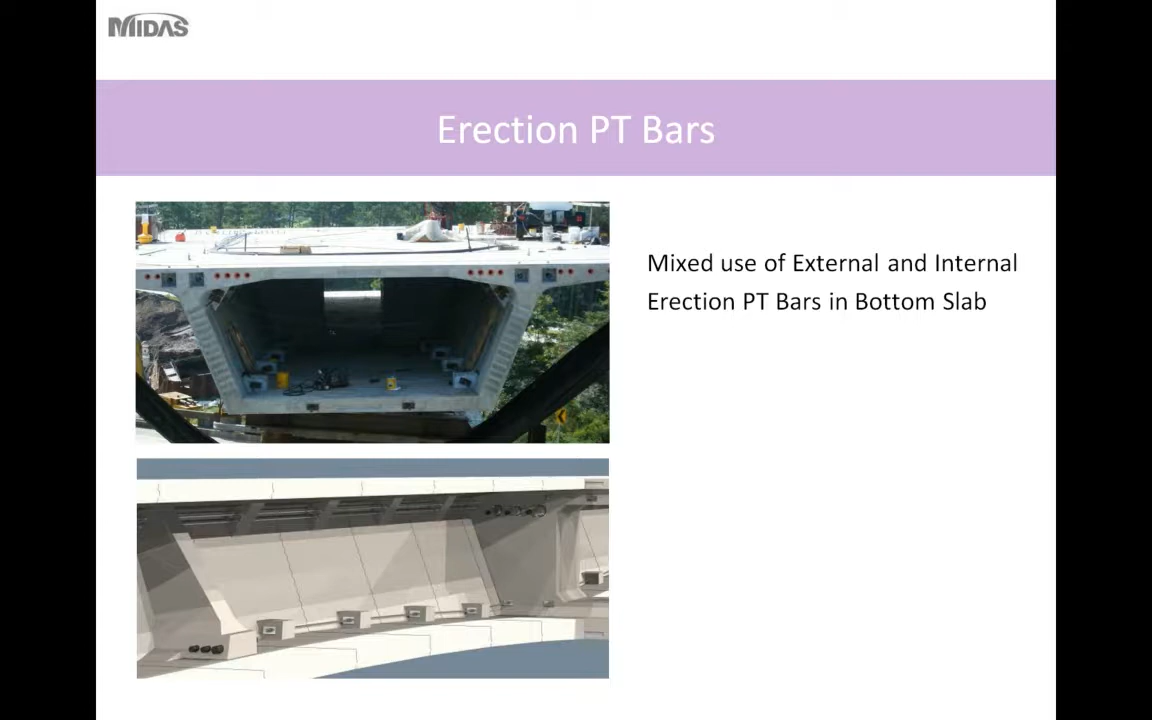 MIDAS
Erection PT Bars
Mixed use of External and Internal
Erection PT Bars in Bottom Slab